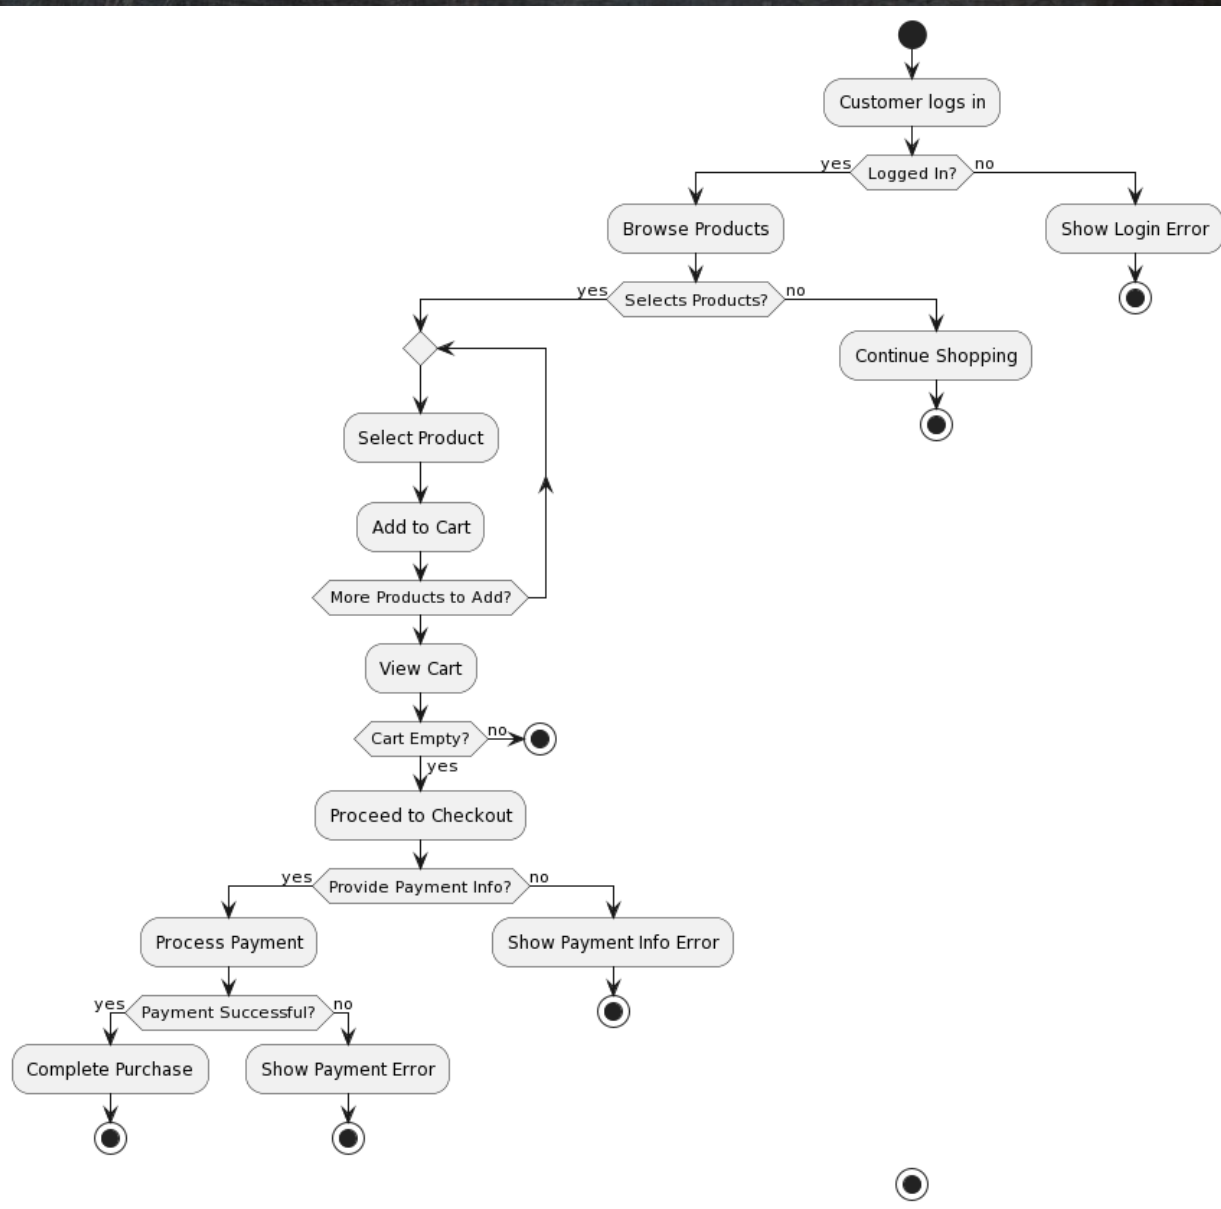 Customer logs in
yes
Logged In?
no
Browse Products
Show Login Error
yes
Selects Products?
no
Continue Shopping
Select Product
Add to Cart
More Products to Add?
View Cart
Cart Empty?
no
yes
Proceed to Checkout
yes
Provide Payment Info?
no
Process Payment
Show Payment Info Error
yes
Payment Successful?
no
Complete Purchase
Show Payment Error